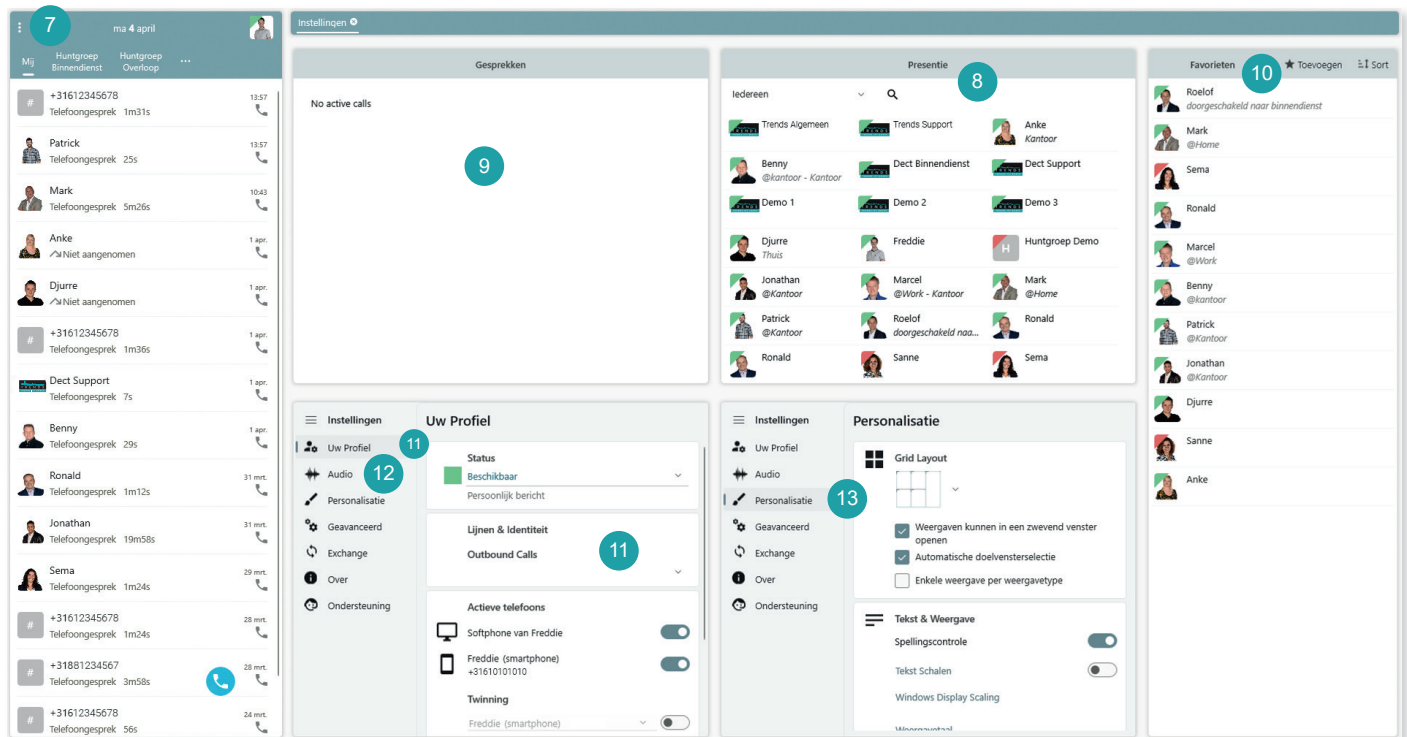 7
ma 4 april
Mij
Huntgroep Binnendienst
Huntgroep Overloop
...
# +31612345678 13:57
Telefoongesprek 1m31s
Patrick 13:57
Telefoongesprek 25s
Mark 10:43
Telefoongesprek 5m26s
Anke 1 apr.
Niet aangenomen
Djurre 1 apr.
Niet aangenomen
# +31612345678 1 apr.
Telefoongesprek 1m36s
Dect Support 1 apr.
Telefoongesprek 7s
Benny 1 apr.
Telefoongesprek 29s
Ronald 31 mrt.
Telefoongesprek 1m12s
Jonathan 31 mrt.
Telefoongesprek 19m58s
Sema 29 mrt.
Telefoongesprek 1m24s
# +31612345678 28 mrt.
Telefoongesprek 1m24s
# +31881234567 28 mrt.
Telefoongesprek 3m58s
# +31612345678 24 mrt.
Telefoongesprek 56s
Instellingen
Gesprekken
No active calls
9
Presentie
8
Iedereen
Trends Algemeen
Trends Support
Anke
Kantoor
Benny
@kantoor - Kantoor
Dect Binnendienst
Dect Support
Demo 1
Demo 2
Demo 3
Djurre
Thuis
Freddie
H Huntgroep Demo
Jonathan
@Kantoor
Marcel
@Work - Kantoor
Mark
@Home
Patrick
@Kantoor
Roelof
doorgeschakeld naa...
Ronald
Ronald
Sanne
Sema
Favorieten 10 Toevoegen Sort
Roelof
doorgeschakeld naar binnendienst
Mark
@Home
Sema
Ronald
Marcel
@Work
Benny
@kantoor
Patrick
@Kantoor
Jonathan
@Kantoor
Djurre
Sanne
Anke
Instellingen
Uw Profiel 11
Audio 12
Personalisatie
Geavanceerd
Exchange
Over
Ondersteuning
Uw Profiel
Status
Beschikbaar
Persoonlijk bericht
Lijnen & Identiteit
Outbound Calls
11
Actieve telefoons
Softphone van Freddie
Freddie (smartphone)
+31610101010
Twinning
Freddie (smartphone)
Instellingen
Uw Profiel
Audio
Personalisatie 13
Geavanceerd
Exchange
Over
Ondersteuning
Personalisatie
Grid Layout
Weergaven kunnen in een zwevend venster
openen
Automatische doelvensterselectie
Enkele weergave per weergavetype
Tekst & Weergave
Spellingscontrole
Tekst Schalen
Windows Display Scaling
Weergavetaal